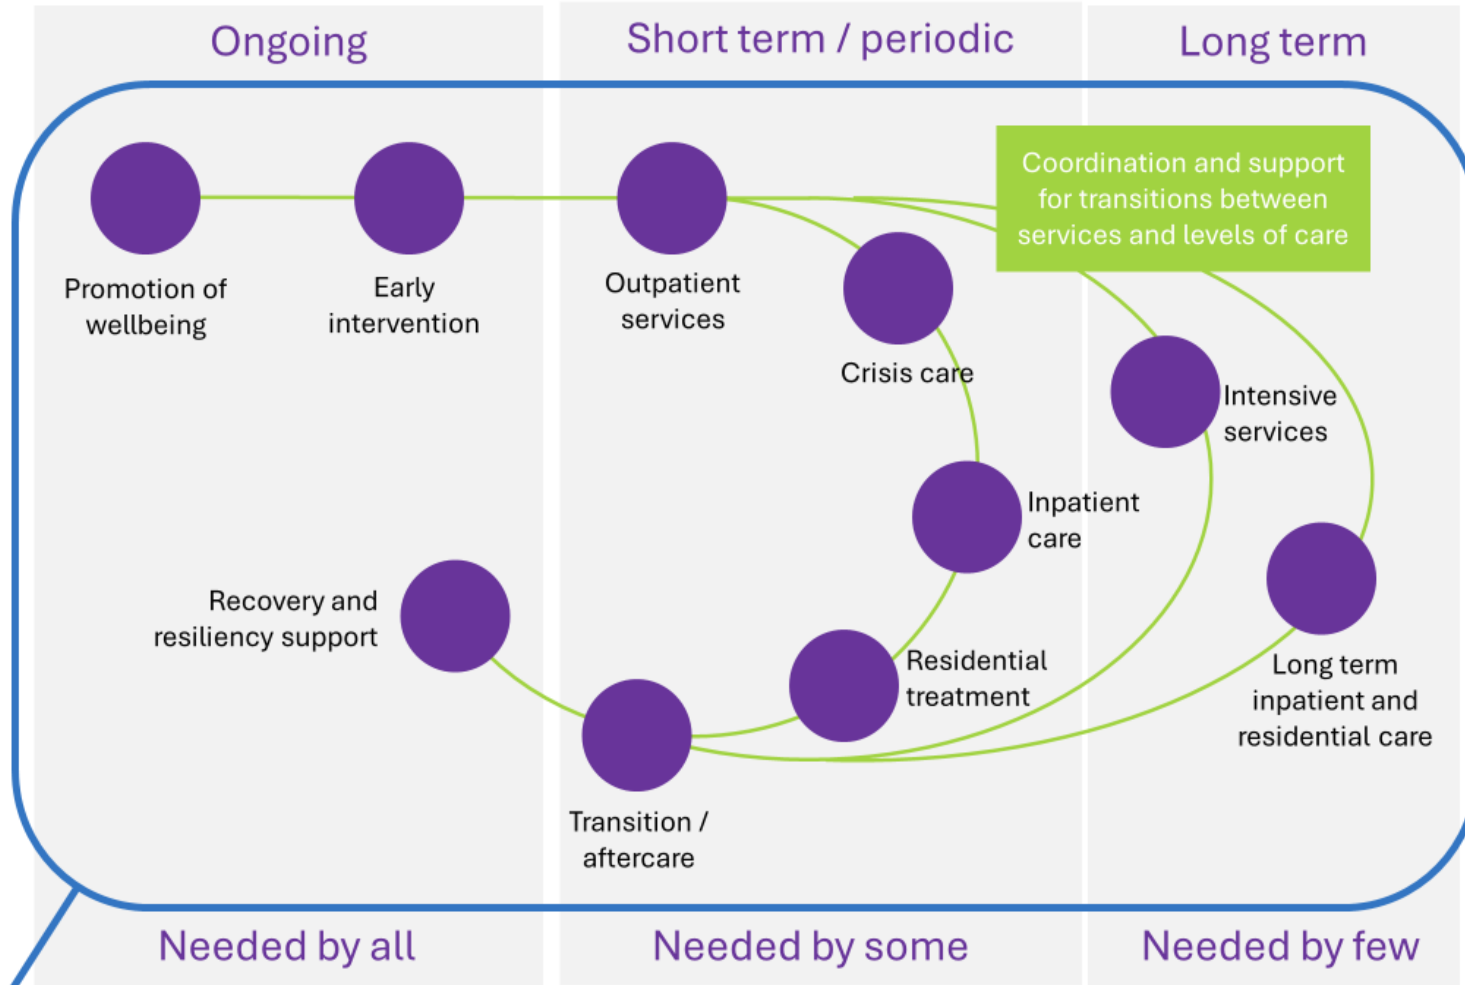 Ongoing
Short term / periodic
Long term
Coordination and support
for transitions between
services and levels of care
Promotion of
wellbeing
Early
intervention
Outpatient
services
Crisis care
Intensive
services
Inpatient
care
Recovery and
resiliency support
Residential
treatment
Long term
inpatient and
residential care
Transition /
aftercare
Needed by all
Needed by some
Needed by few